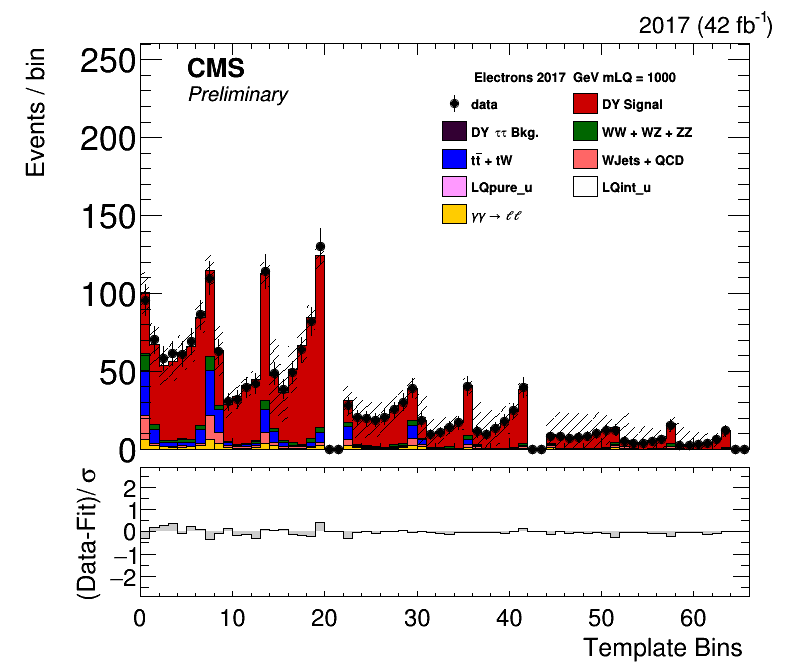 2017 (42 fb-1)
CMS
Preliminary
Electrons 2017 GeV mLQ = 1000
data
DY Signal
DY ττ Bkg.
WW + WZ + ZZ
tt̅ + tW
WJets + QCD
LQpure_u
LQint_u
γγ → ℓℓ
Events / bin
250
200
150
100
50
0
(Data-Fit)/ σ
2
1
0
−1
−2
0 10 20 30 40 50 60
Template Bins